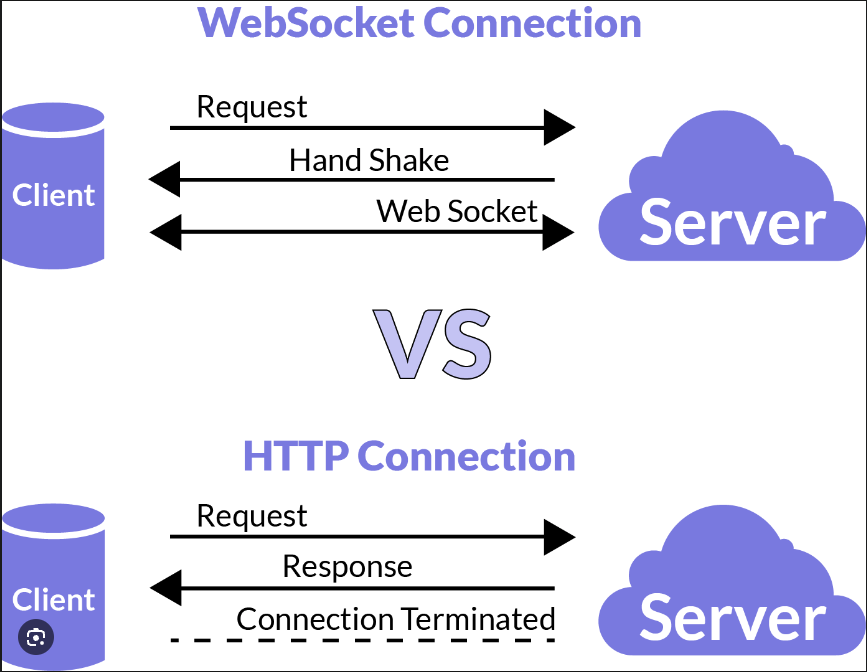 WebSocket Connection
Request
Hand Shake
Client
Web Socket
Server
VS
HTTP Connection
Request
Response
Client
Connection Terminated
Server